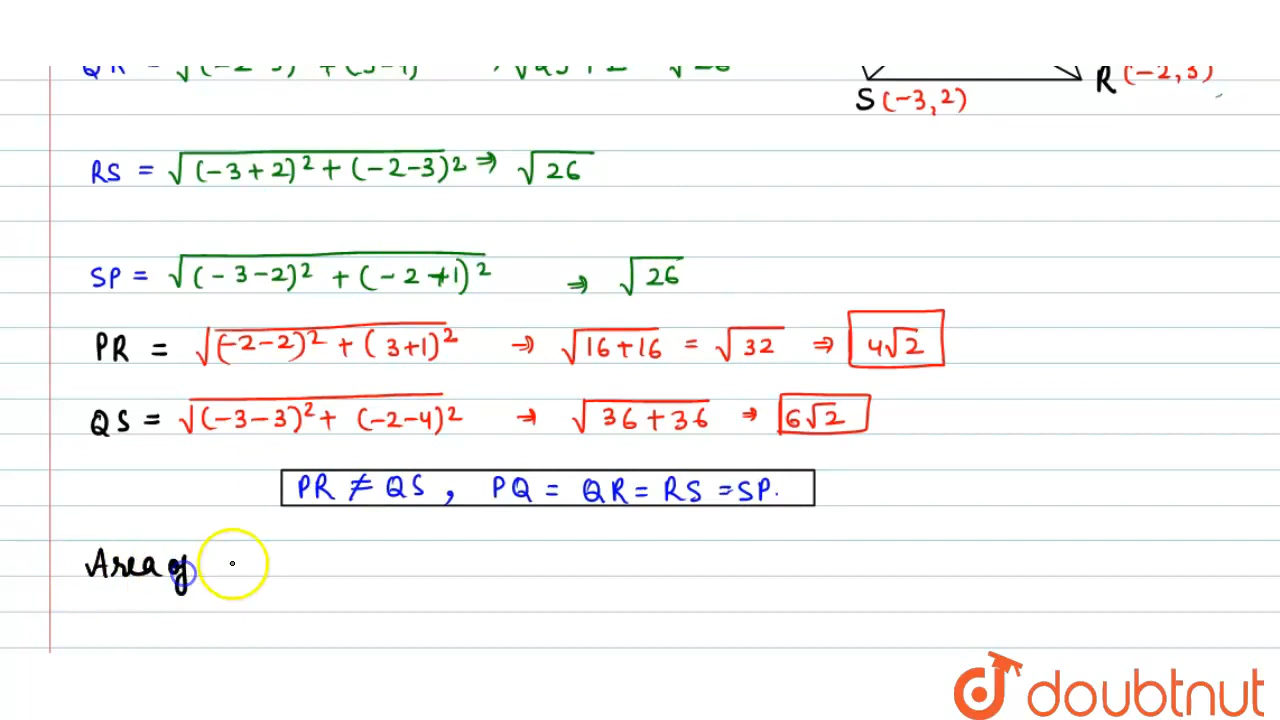 R (-2,3)
S (-3,2)
RS = √(-3+2)² + (-2-3)² ⇒ √26
SP = √(-3-2)² + (-2+1)² ⇒ √26
PR = √(-2-2)² + (3+1)² → √16+16 = √32 ⇒ 4√2
QS = √(-3-3)² + (-2-4)² → √36+36 ⇒ 6√2
PR ≠ QS, PQ = QR = RS = SP.
Area of
doubtnut